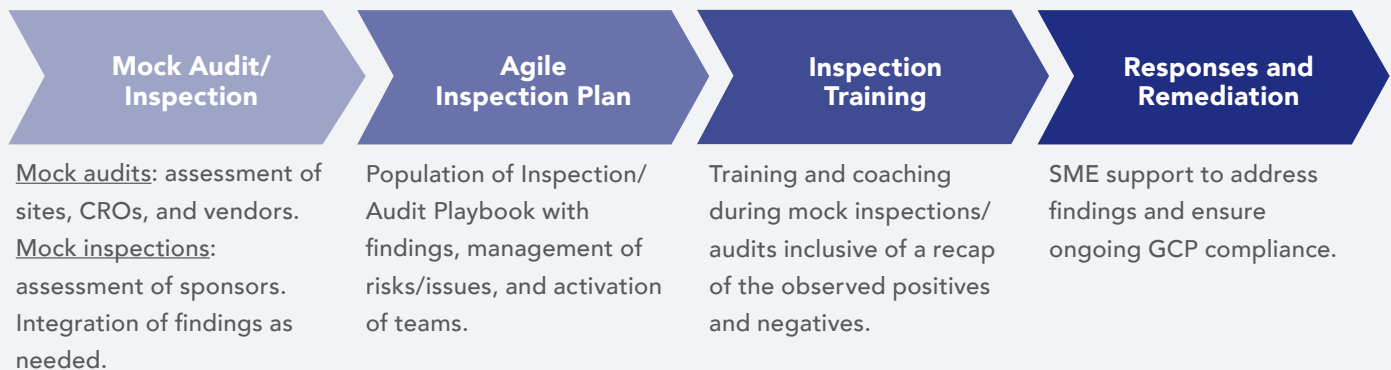 Mock Audit/
Inspection
Agile
Inspection Plan
Inspection
Training
Responses and
Remediation
Mock audits: assessment of
sites, CROs, and vendors.
Mock inspections:
assessment of sponsors.
Integration of findings as
needed.
Population of Inspection/
Audit Playbook with
findings, management of
risks/issues, and activation
of teams.
Training and coaching
during mock inspections/
audits inclusive of a recap
of the observed positives
and negatives.
SME support to address
findings and ensure
ongoing GCP compliance.